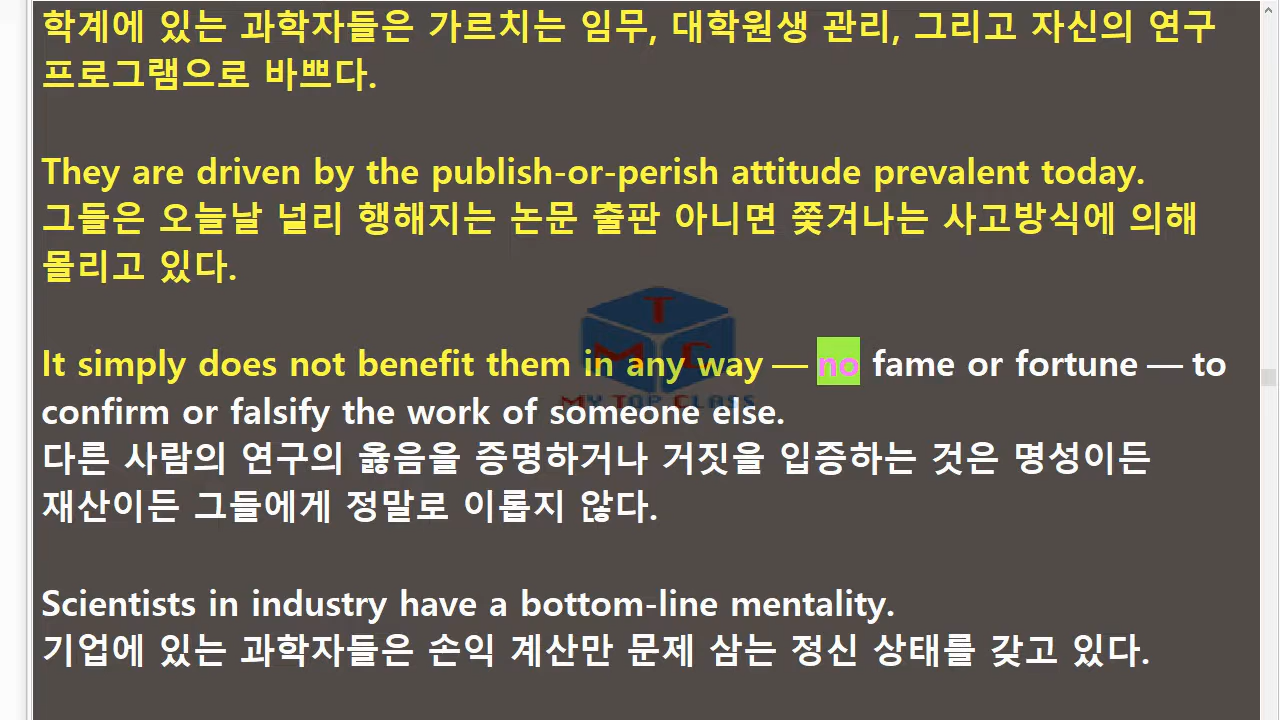 학계에 있는 과학자들은 가르치는 임무, 대학원생 관리, 그리고 자신의 연구
프로그램으로 바쁘다.
They are driven by the publish-or-perish attitude prevalent today.
그들은 오늘날 널리 행해지는 논문 출판 아니면 쫓겨나는 사고방식에 의해
몰리고 있다.
It simply does not benefit them in any way — no fame or fortune — to
confirm or falsify the work of someone else.
다른 사람의 연구의 옳음을 증명하거나 거짓을 입증하는 것은 명성이든
재산이든 그들에게 정말로 이롭지 않다.
Scientists in industry have a bottom-line mentality.
기업에 있는 과학자들은 손익 계산만 문제 삼는 정신 상태를 갖고 있다.
T
M C
MY TOP CLASS